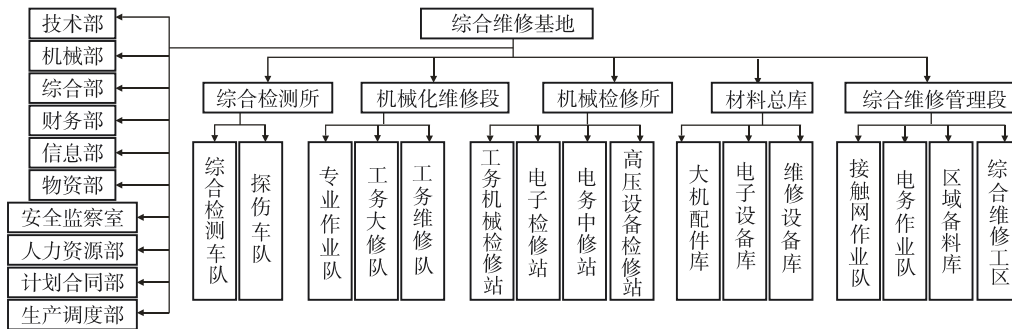 综合维修基地
技术部
机械部
综合部
财务部
信息部
物资部
安全监察室
人力资源部
计划合同部
生产调度部
综合检测所
机械化维修段
机械检修所
材料总库
综合维修管理段
综合检测车队
探伤车队
专业作业队
工务大修队
工务维修队
工务机械检修站
电子检修站
电务中修站
高压设备检修站
大机配件库
电子设备库
维修设备库
接触网作业队
电务作业队
区域备料库
综合维修工区